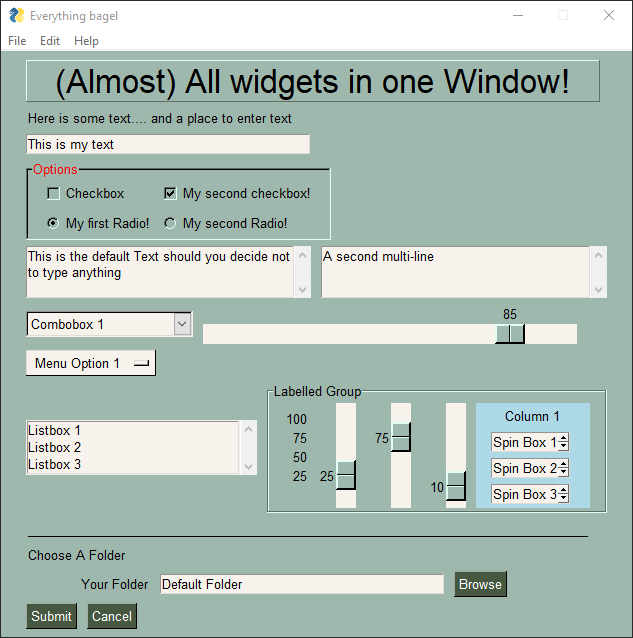 Everything bagel
File Edit Help
(Almost) All widgets in one Window!
Here is some text.... and a place to enter text
This is my text
Options
Checkbox My second checkbox!
My first Radio! My second Radio!
This is the default Text should you decide not
to type anything
A second multi-line
Combobox 1
85
Menu Option 1
Listbox 1
Listbox 2
Listbox 3
Labelled Group
100
75
50
25
25
75
10
Column 1
Spin Box 1
Spin Box 2
Spin Box 3
Choose A Folder
Your Folder Default Folder Browse
Submit Cancel